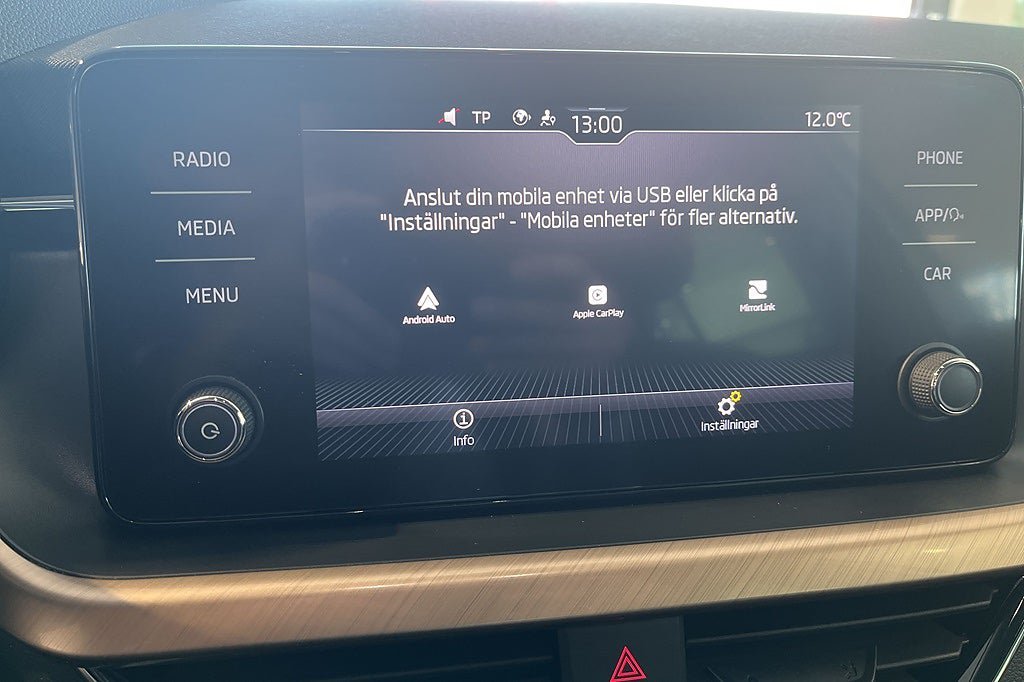 TP
13:00
12.0°C
RADIO
MEDIA
MENU
Anslut din mobila enhet via USB eller klicka på
"Inställningar" - "Mobila enheter" för fler alternativ.
Android Auto
Apple CarPlay
MirrorLink
Info
Inställningar
PHONE
APP/
CAR